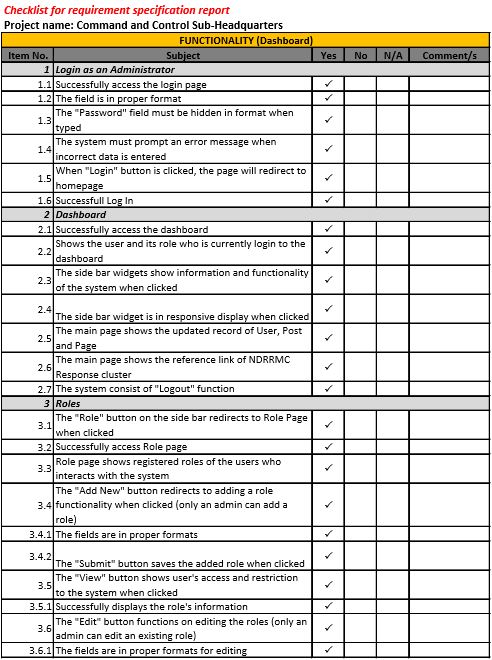 Checklist for requirement specification report
Project name: Command and Control Sub-Headquarters
FUNCTIONALITY (Dashboard)
Item No. Subject Yes No N/A Comment/s
1 Login as an Administrator
1.1 Successfully access the login page ✓
1.2 The field is in proper format ✓
1.3 The "Password" field must be hidden in format when
typed ✓
1.4 The system must prompt an error message when
incorrect data is entered ✓
1.5 When "Login" button is clicked, the page will redirect to
homepage ✓
1.6 Successfull Log In ✓
2 Dashboard
2.1 Successfully access the dashboard ✓
2.2 Shows the user and its role who is currently login to the
dashboard ✓
2.3 The side bar widgets show information and functionality
of the system when clicked ✓
2.4 The side bar widget is in responsive display when clicked ✓
2.5 The main page shows the updated record of User, Post
and Page ✓
2.6 The main page shows the reference link of NDRRMC
Response cluster ✓
2.7 The system consist of "Logout" function ✓
3 Roles
3.1 The "Role" button on the side bar redirects to Role Page
when clicked ✓
3.2 Successfully access Role page ✓
3.3 Role page shows registered roles of the users who
interacts with the system ✓
3.4 The "Add New" button redirects to adding a role
functionality when clicked (only an admin can add a
role) ✓
3.4.1 The fields are in proper formats ✓
3.4.2 The "Submit" button saves the added role when clicked ✓
3.5 The "View" button shows user's access and restriction
to the system when clicked ✓
3.5.1 Successfully displays the role's information ✓
3.6 The "Edit" button functions on editing the roles (only an
admin can edit an existing role) ✓
3.6.1 The fields are in proper formats for editing ✓